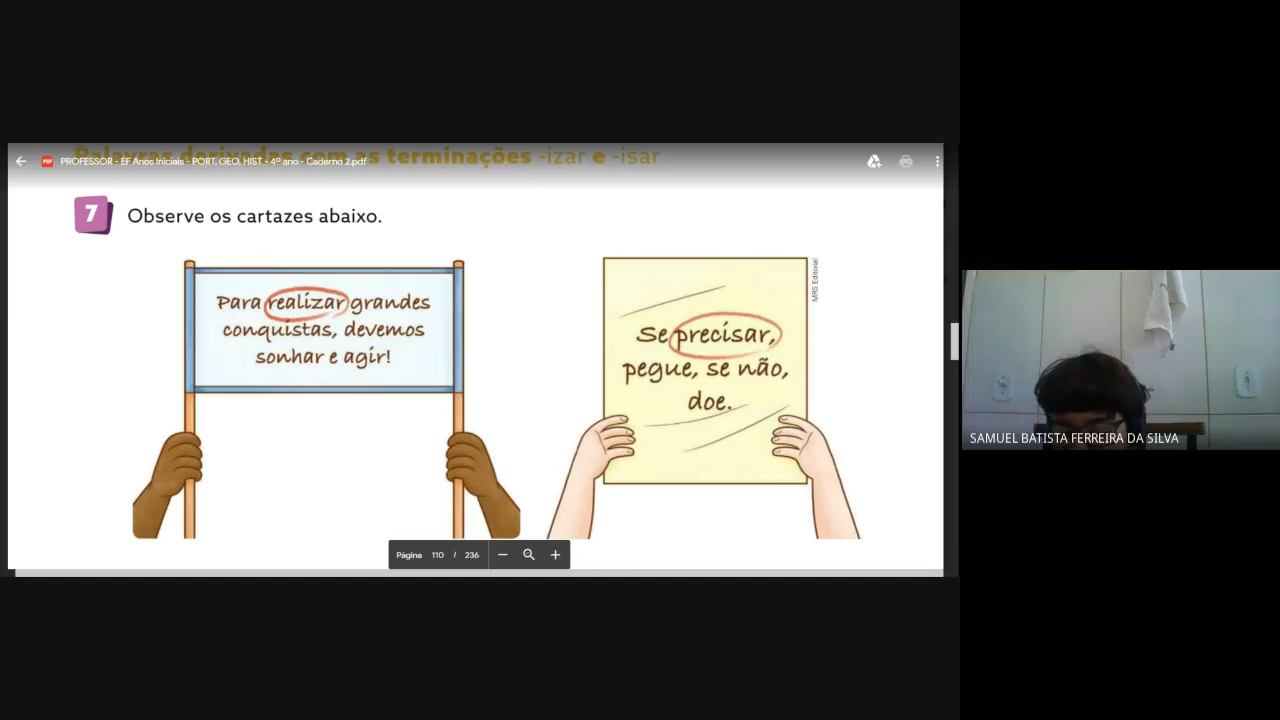 Palavras derivadas com as terminações -izar e -isar
PROFESSOR - EF Anos Iniciais - PORT, GEO, HIST - 4º ano - Caderno 2.pdf
7 Observe os cartazes abaixo.
Para realizar grandes
conquistas, devemos
sonhar e agir!
Se precisar,
pegue, se não,
doe.
MRS Editorial
Página 110 / 236
SAMUEL BATISTA FERREIRA DA SILVA